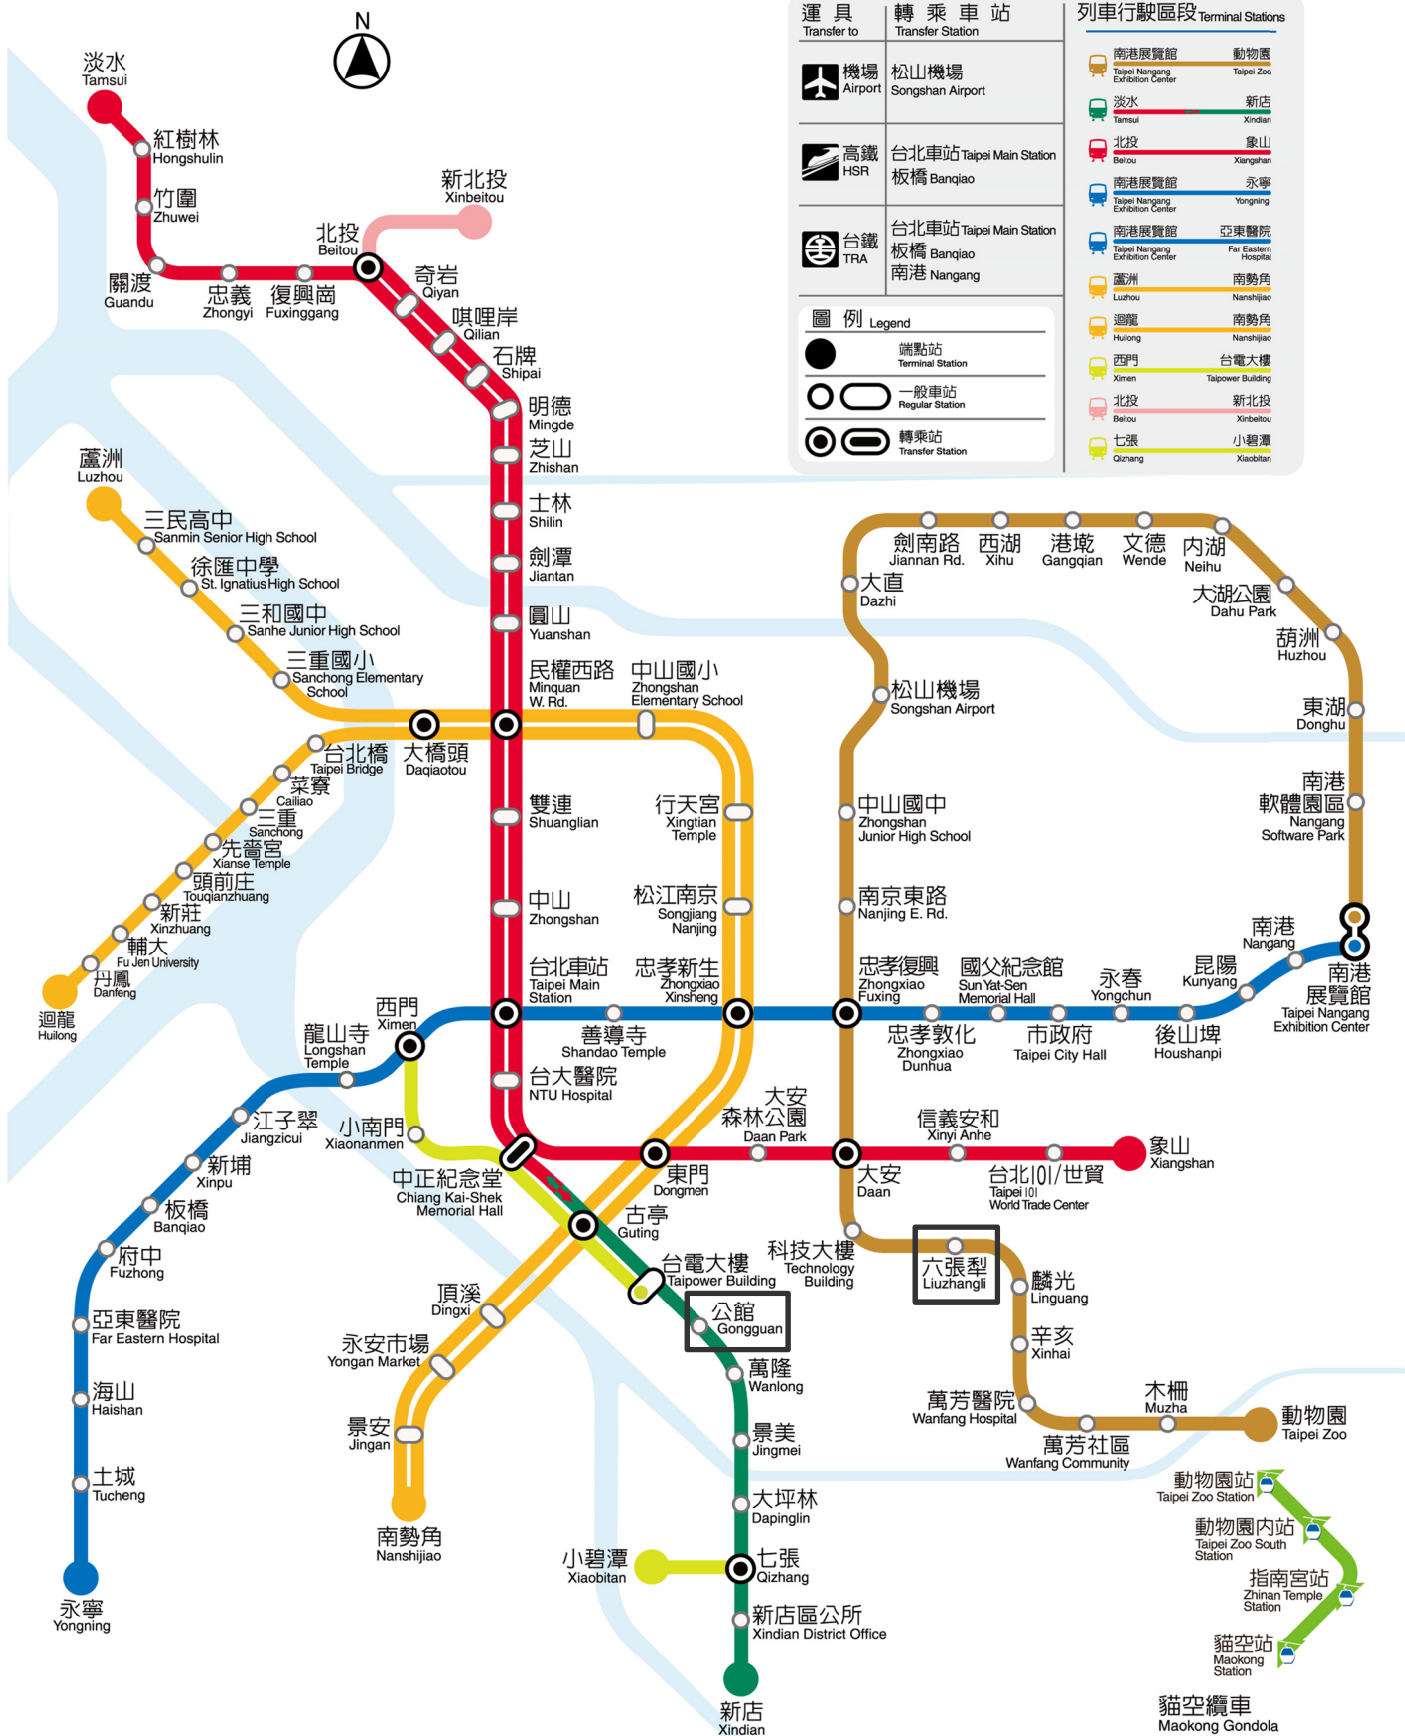 N
運具
Transfer to
轉乘車站
Transfer Station
機場
Airport
松山機場
Songshan Airport
高鐵
HSR
台北車站 Taipei Main Station
板橋 Banqiao
台鐵
TRA
台北車站 Taipei Main Station
板橋 Banqiao
南港 Nangang
圖例 Legend
端點站
Terminal Station
一般車站
Regular Station
轉乘站
Transfer Station
列車行駛區段 Terminal Stations
南港展覽館 動物園
Taipei Nangang Exhibition Center Taipei Zoo
淡水 新店
Tamsui Xindian
北投 象山
Beitou Xiangshan
南港展覽館 永寧
Taipei Nangang Exhibition Center Yongning
南港展覽館 亞東醫院
Taipei Nangang Exhibition Center Far Eastern Hospital
蘆洲 南勢角
Luzhou Nanshijiao
迴龍 南勢角
Huilong Nanshijiao
西門 台電大樓
Ximen Taipower Building
北投 新北投
Beitou Xinbeitou
七張 小碧潭
Qizhang Xiaobitan
淡水
Tamsui
紅樹林
Hongshulin
竹圍
Zhuwei
關渡
Guandu
忠義
Zhongyi
復興崗
Fuxinggang
北投
Beitou
新北投
Xinbeitou
奇岩
Qiyan
唭哩岸
Qilian
石牌
Shipai
明德
Mingde
芝山
Zhishan
士林
Shilin
劍潭
Jiantan
圓山
Yuanshan
民權西路
Minquan
W. Rd.
中山國小
Zhongshan
Elementary School
蘆洲
Luzhou
三民高中
Sanmin Senior High School
徐匯中學
St. Ignatius High School
三和國中
Sanhe Junior High School
三重國小
Sanchong Elementary
School
台北橋
Taipei Bridge
大橋頭
Daqiaotou
菜寮
Cailiao
三重
Sanchong
先嗇宮
Xianse Temple
頭前庄
Touqianzhuang
新莊
Xinzhuang
輔大
Fu Jen University
丹鳳
Danfeng
迴龍
Huilong
雙連
Shuanglian
中山
Zhongshan
行天宮
Xingtian
Temple
松江南京
Songjiang
Nanjing
台北車站
Taipei Main
Station
忠孝新生
Zhongxiao
Xinsheng
善導寺
Shandao Temple
台大醫院
NTU Hospital
劍南路
Jiannan Rd.
西湖
Xihu
港墘
Gangqian
文德
Wende
內湖
Neihu
大直
Dazhi
大湖公園
Dahu Park
葫洲
Huzhou
東湖
Donghu
南港
軟體園區
Nangang
Software Park
松山機場
Songshan Airport
中山國中
Zhongshan
Junior High School
南京東路
Nanjing E. Rd.
忠孝復興
Zhongxiao
Fuxing
國父紀念館
Sun Yat-Sen
Memorial Hall
永春
Yongchun
昆陽
Kunyang
南港
Nangang
南港
展覽館
Taipei Nangang
Exhibition Center
忠孝敦化
Zhongxiao
Dunhua
市政府
Taipei City Hall
後山埤
Houshanpi
西門
Ximen
龍山寺
Longshan
Temple
江子翠
Jiangzicui
新埔
Xinpu
板橋
Banqiao
府中
Fuzhong
亞東醫院
Far Eastern Hospital
海山
Haishan
土城
Tucheng
永寧
Yongning
小南門
Xiaonanmen
中正紀念堂
Chiang Kai-Shek
Memorial Hall
東門
Dongmen
大安
森林公園
Daan Park
大安
Daan
信義安和
Xinyi Anhe
台北101/世貿
Taipei 101
World Trade Center
象山
Xiangshan
古亭
Guting
台電大樓
Taipower Building
公館
Gongguan
萬隆
Wanlong
景美
Jingmei
大坪林
Dapinglin
七張
Qizhang
小碧潭
Xiaobitan
新店區公所
Xindian District Office
新店
Xindian
頂溪
Dingxi
永安市場
Yongan Market
景安
Jingan
南勢角
Nanshijiao
科技大樓
Technology
Building
六張犁
Liuzhangli
麟光
Linguang
辛亥
Xinhai
萬芳醫院
Wanfang Hospital
萬芳社區
Wanfang Community
木柵
Muzha
動物園
Taipei Zoo
動物園站
Taipei Zoo Station
動物園內站
Taipei Zoo South
Station
指南宮站
Zhinan Temple
Station
貓空站
Maokong
Station
貓空纜車
Maokong Gondola